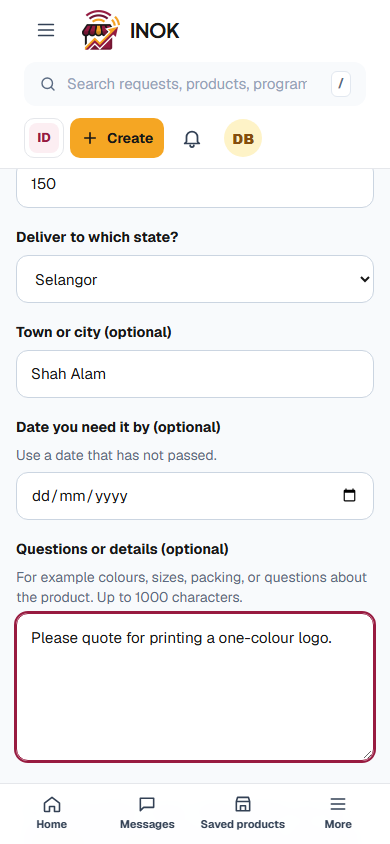 INOK
Search requests, products, program
/
ID
+ Create
DB
150
Deliver to which state?
Selangor
Town or city (optional)
Shah Alam
Date you need it by (optional)
Use a date that has not passed.
dd/mm/yyyy
Questions or details (optional)
For example colours, sizes, packing, or questions about
the product. Up to 1000 characters.
Please quote for printing a one-colour logo.
Home
Messages
Saved products
More